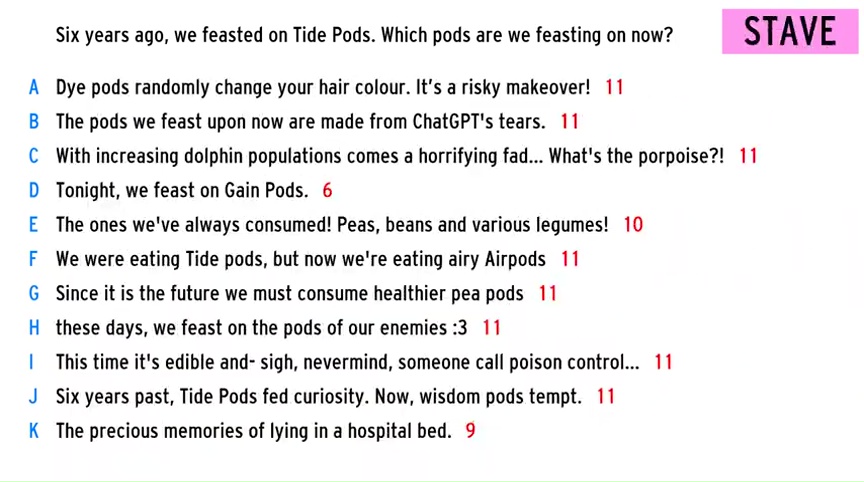 Six years ago, we feasted on Tide Pods. Which pods are we feasting on now?
STAVE
A Dye pods randomly change your hair colour. It's a risky makeover! 11
B The pods we feast upon now are made from ChatGPT's tears. 11
C With increasing dolphin populations comes a horrifying fad... What's the porpoise?! 11
D Tonight, we feast on Gain Pods. 6
E The ones we've always consumed! Peas, beans and various legumes! 10
F We were eating Tide pods, but now we're eating airy Airpods 11
G Since it is the future we must consume healthier pea pods 11
H these days, we feast on the pods of our enemies :3 11
I This time it's edible and- sigh, nevermind, someone call poison control... 11
J Six years past, Tide Pods fed curiosity. Now, wisdom pods tempt. 11
K The precious memories of lying in a hospital bed. 9